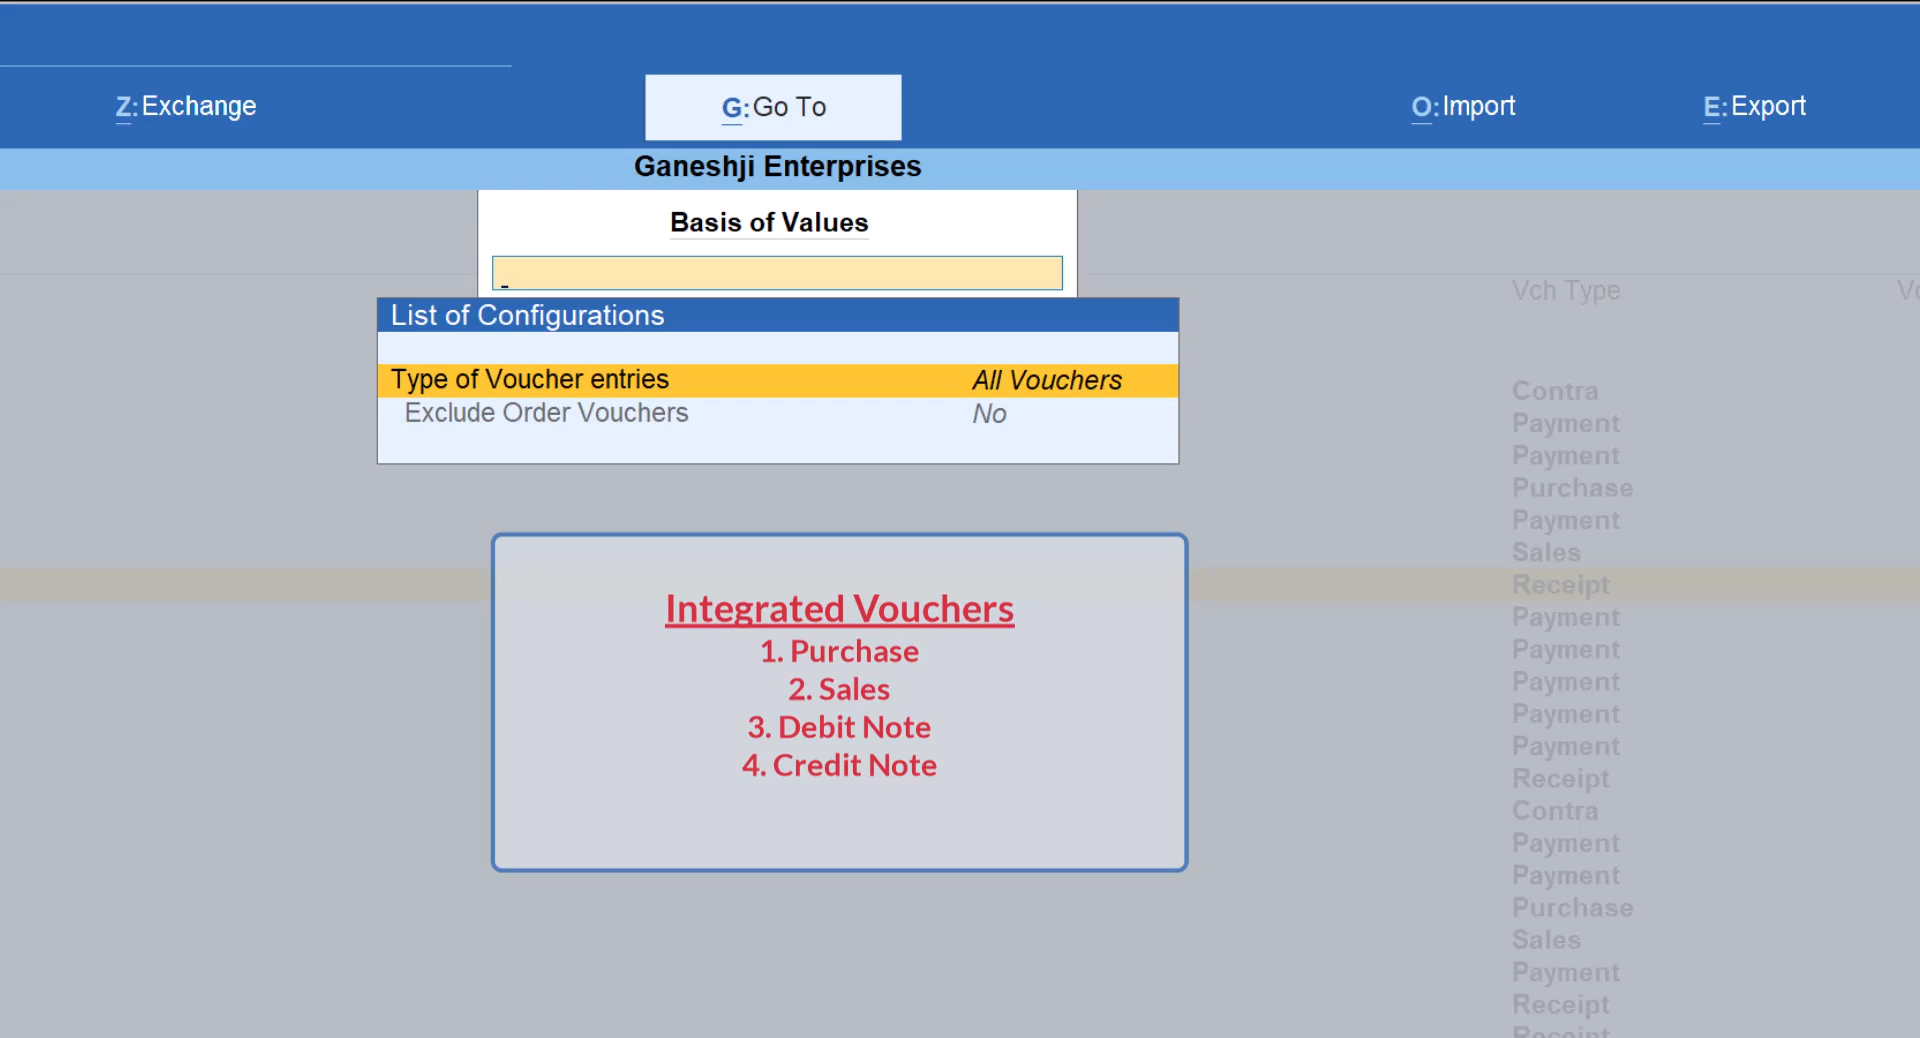 Z:Exchange
G:Go To
O:Import
E:Export
Ganeshji Enterprises
Basis of Values
List of Configurations
Type of Voucher entries All Vouchers
Exclude Order Vouchers No
Integrated Vouchers
1. Purchase
2. Sales
3. Debit Note
4. Credit Note
Vch Type
Contra
Payment
Payment
Purchase
Payment
Sales
Receipt
Payment
Payment
Payment
Payment
Payment
Receipt
Contra
Payment
Payment
Purchase
Sales
Payment
Receipt